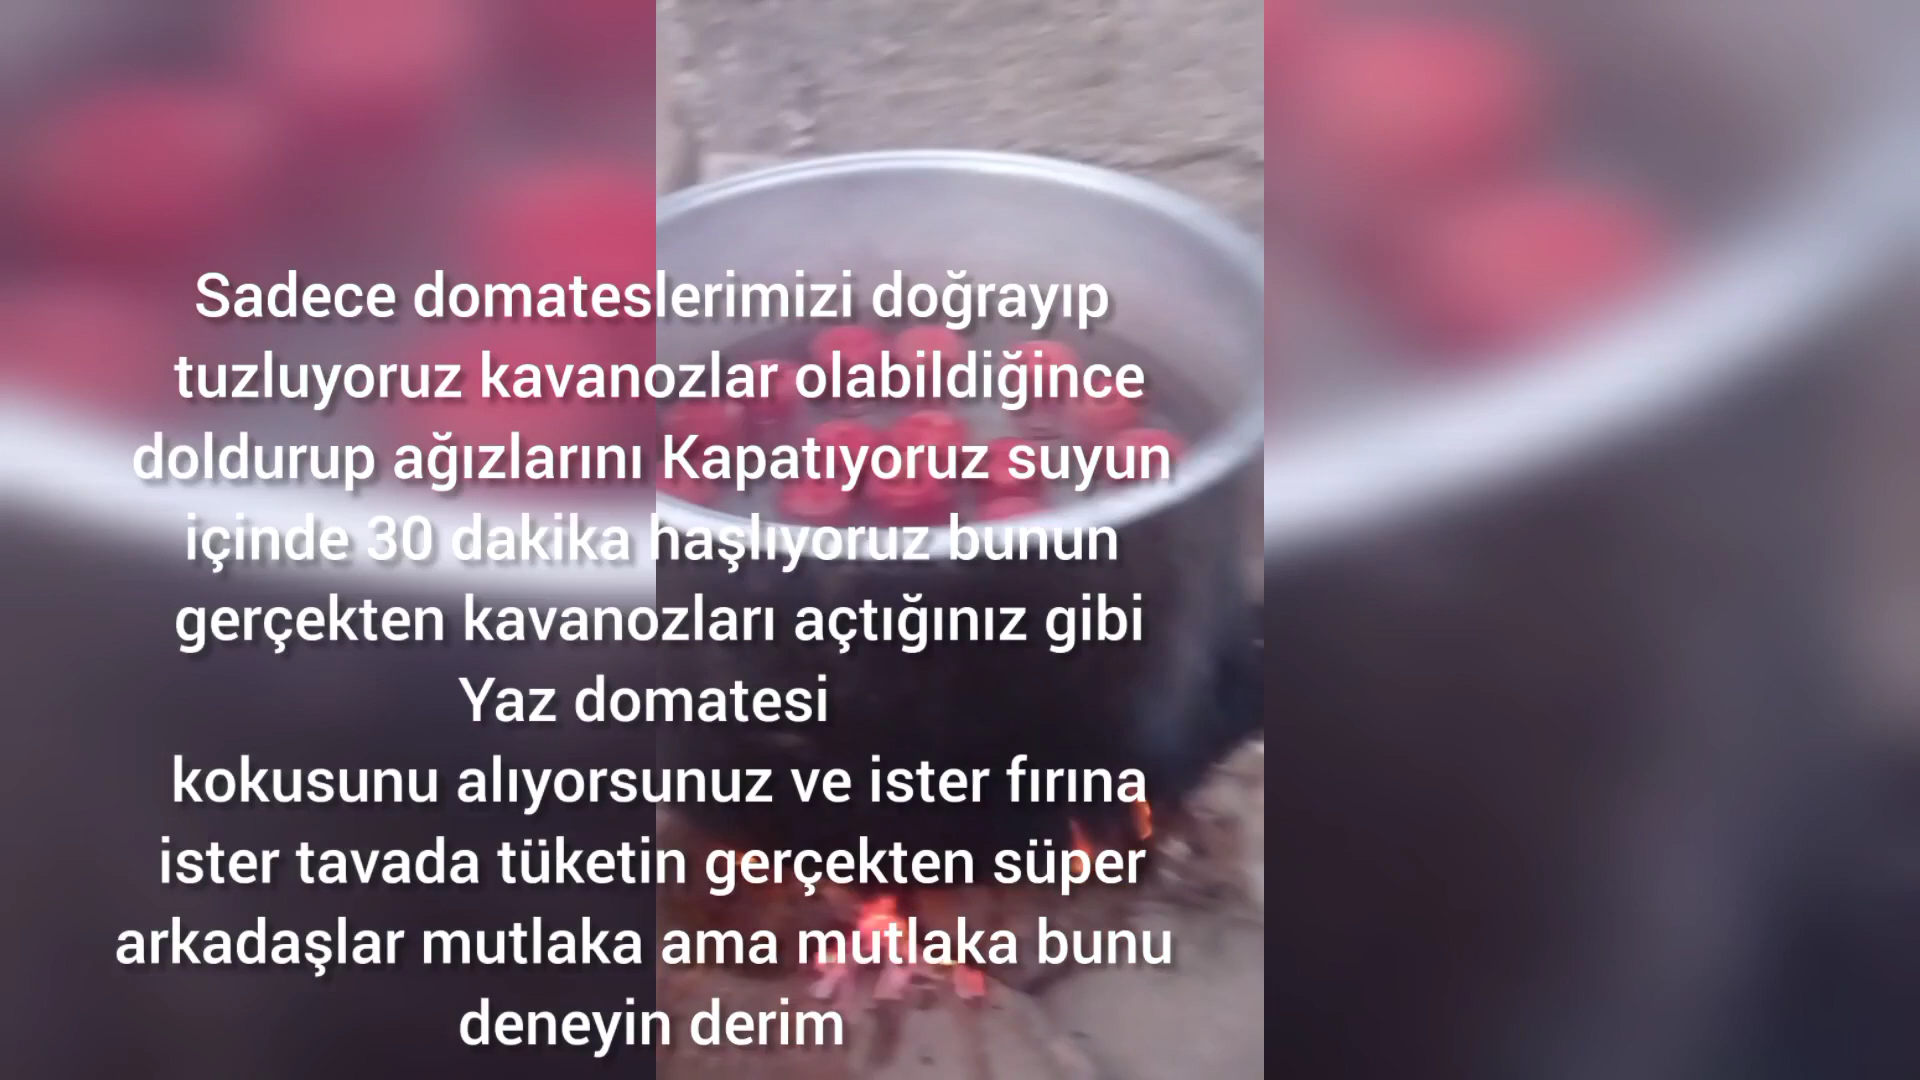 Sadece domateslerimizi doğrayıp
tuzluyoruz kavanozlar olabildiğince
doldurup ağızlarını Kapatıyoruz suyun
içinde 30 dakika haşlıyoruz bunun
gerçekten kavanozları açtığınız gibi
Yaz domatesi
kokusunu alıyorsunuz ve ister fırına
ister tavada tüketin gerçekten süper
arkadaşlar mutlaka ama mutlaka bunu
deneyin derim